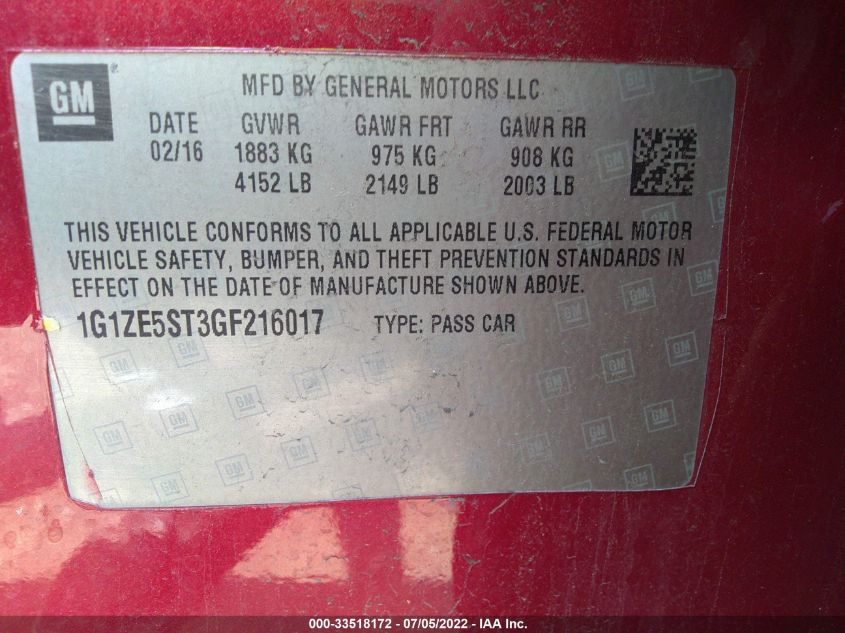 GM
MFD BY GENERAL MOTORS LLC
DATE GVWR GAWR FRT GAWR RR
02/16 1883 KG 975 KG 908 KG
4152 LB 2149 LB 2003 LB
THIS VEHICLE CONFORMS TO ALL APPLICABLE U.S. FEDERAL MOTOR
VEHICLE SAFETY, BUMPER, AND THEFT PREVENTION STANDARDS IN
EFFECT ON THE DATE OF MANUFACTURE SHOWN ABOVE.
1G1ZE5ST3GF216017 TYPE: PASS CAR
000-33518172 - 07/05/2022 - IAA Inc.